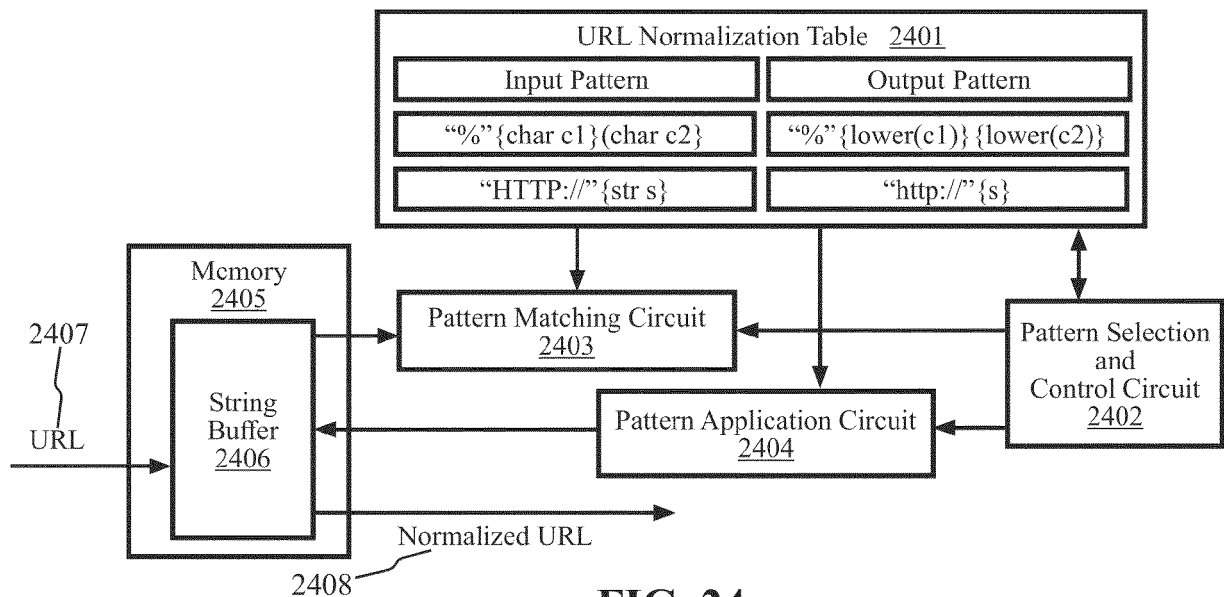 URL Normalization Table 2401
Input Pattern
Output Pattern
“%”{char c1}(char c2}
“%”{lower(c1)}{lower(c2)}
“HTTP://”{str s}
“http://”{s}
Memory
2405
Pattern Matching Circuit
2403
Pattern Selection
and
Control Circuit
2402
2407
URL
String
Buffer
2406
Pattern Application Circuit
2404
Normalized URL
2408
FIG. 24